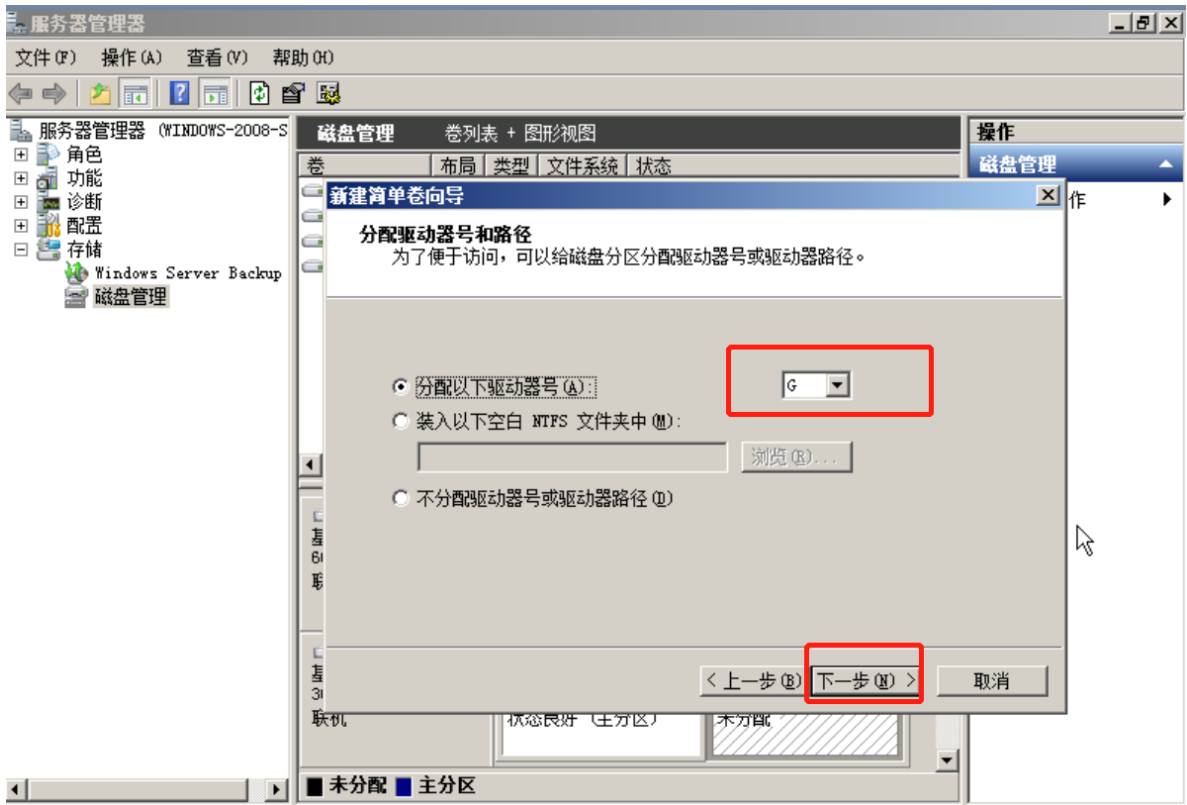 服务器管理器
文件(F) 操作(A) 查看(V) 帮助(H)
服务器管理器 (WINDOWS-2008-S
角色
功能
诊断
配置
存储
Windows Server Backup
磁盘管理
磁盘管理 卷列表 + 图形视图
卷 布局 类型 文件系统 状态
操作
磁盘管理
作
新建简单卷向导
分配驱动器号和路径
为了便于访问，可以给磁盘分区分配驱动器号或驱动器路径。
分配以下驱动器号(A): G
装入以下空白 NTFS 文件夹中(M):
浏览(R)...
不分配驱动器号或驱动器路径(D)
< 上一步(B) 下一步(N) > 取消
基
基
联机
状态良好 (主分区) 未分配
未分配 主分区